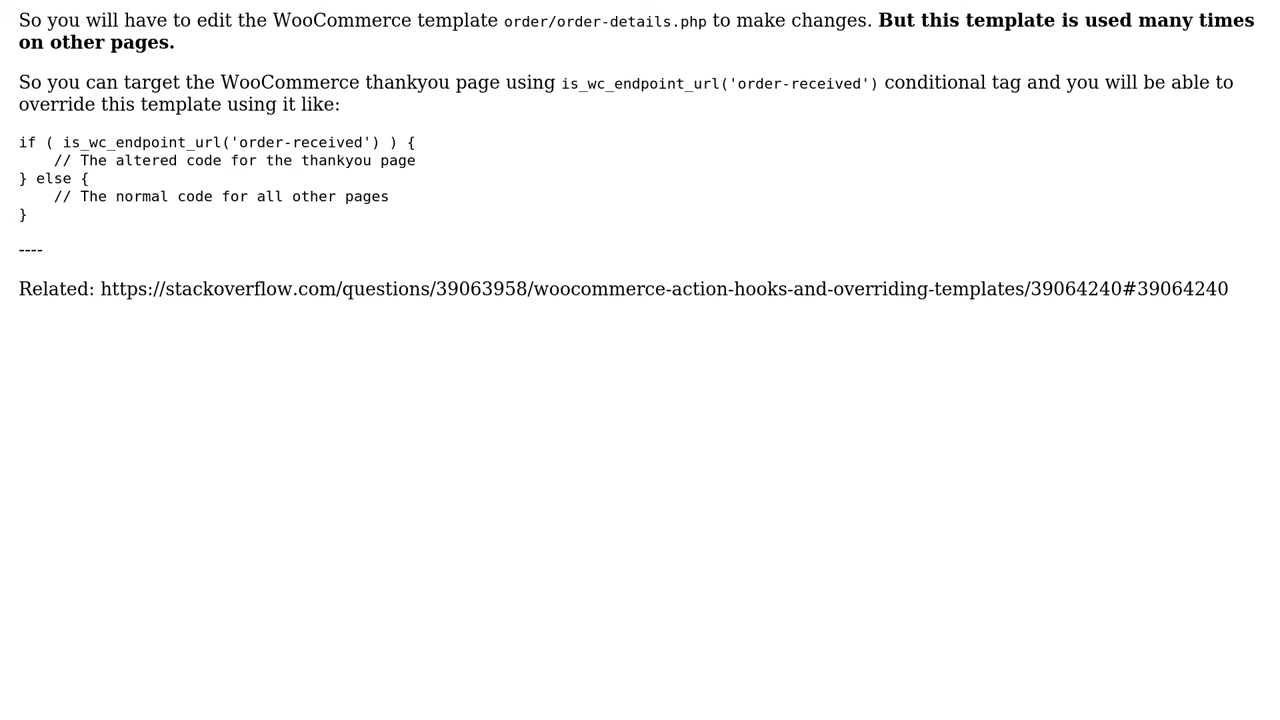 So you will have to edit the WooCommerce template order/order-details.php to make changes. But this template is used many times
on other pages.
So you can target the WooCommerce thankyou page using is_wc_endpoint_url('order-received') conditional tag and you will be able to
override this template using it like:
if ( is_wc_endpoint_url('order-received') ) {
    // The altered code for the thankyou page
} else {
    // The normal code for all other pages
}
----
Related: https://stackoverflow.com/questions/39063958/woocommerce-action-hooks-and-overriding-templates/39064240#39064240